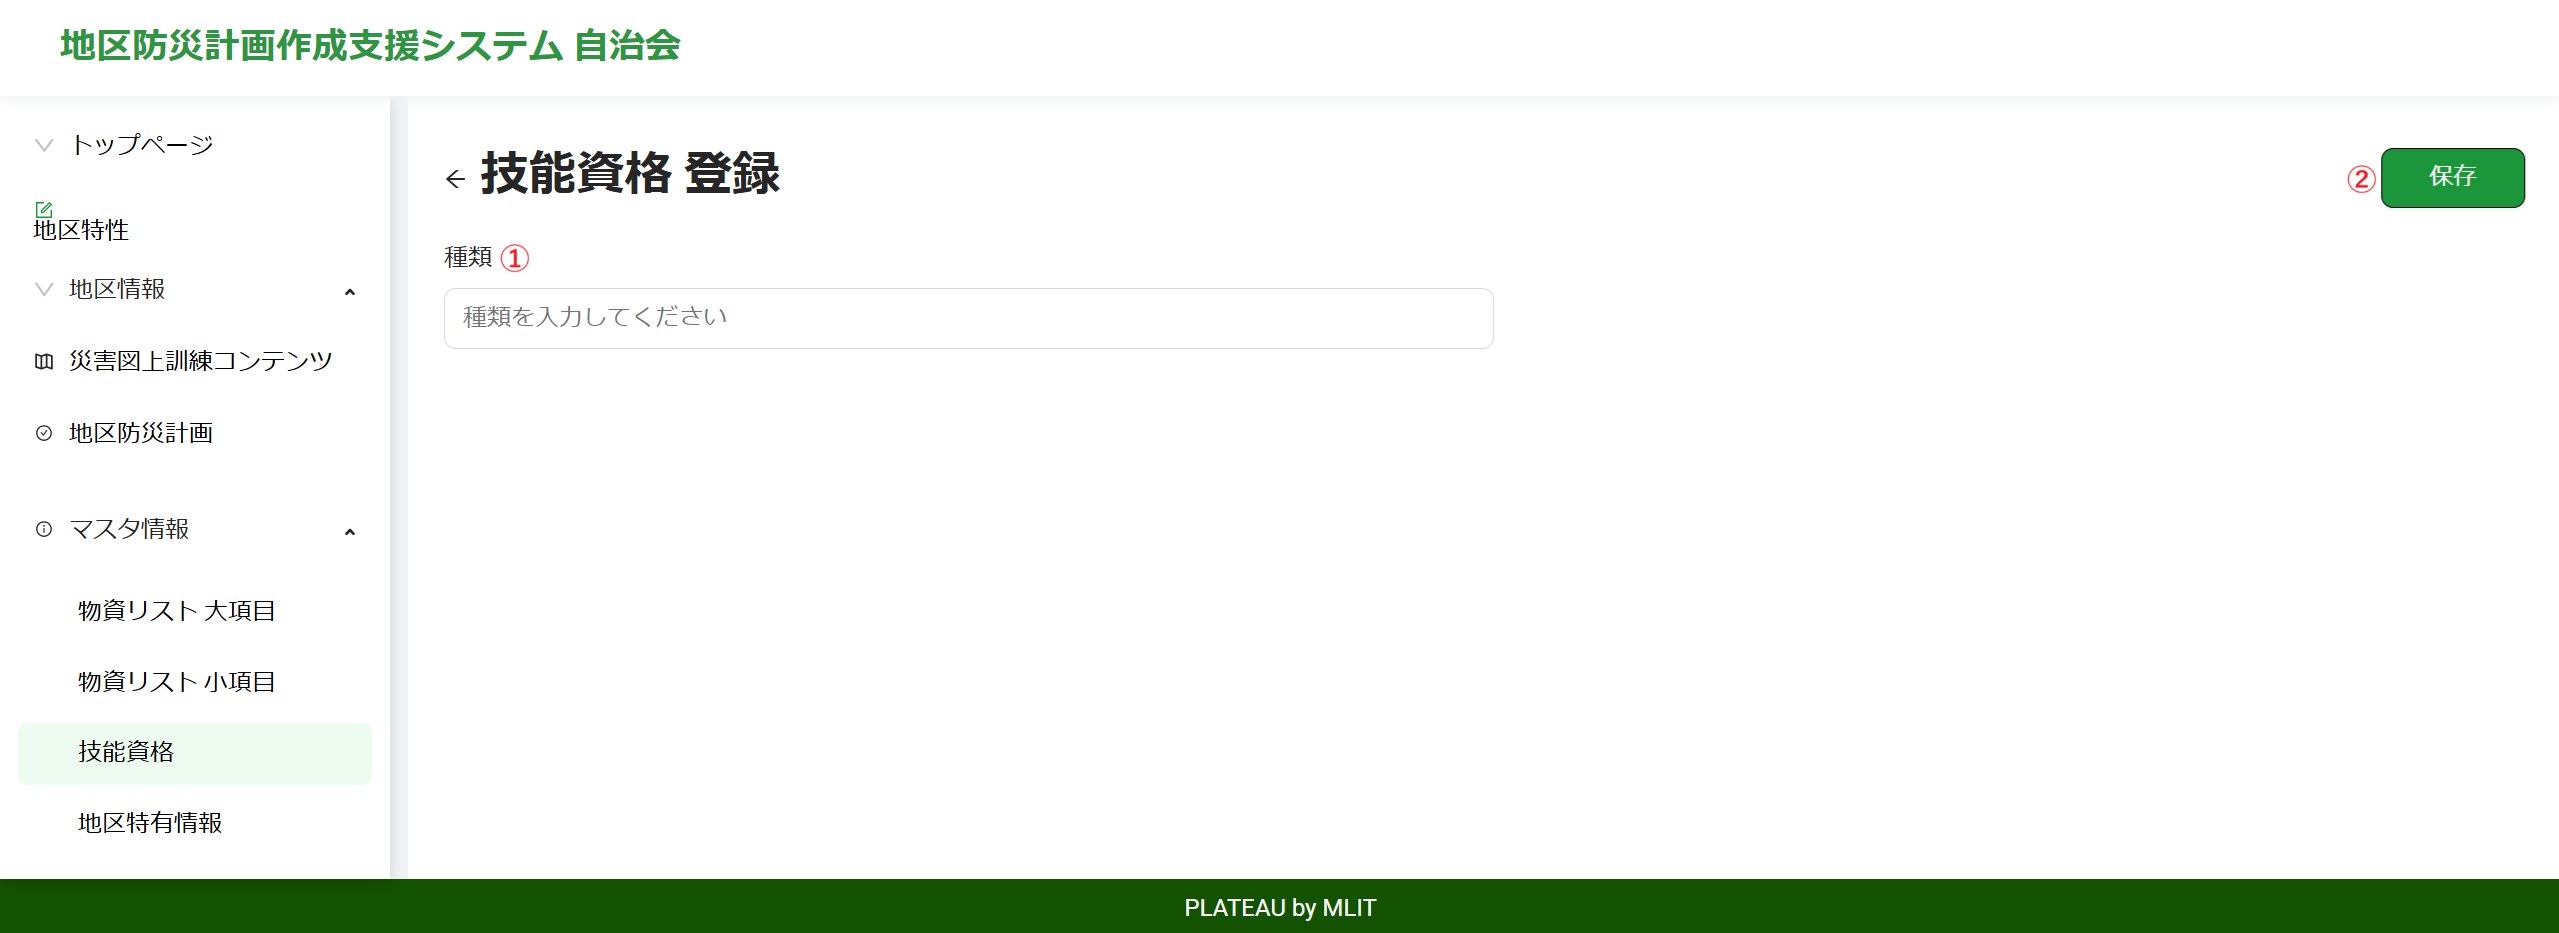 地区防災計画作成支援システム 自治会
トップページ
地区特性
地区情報
災害図上訓練コンテンツ
地区防災計画
マスタ情報
物資リスト 大項目
物資リスト 小項目
技能資格
地区特有情報
技能資格 登録
② 保存
種類 ①
種類を入力してください
PLATEAU by MLIT